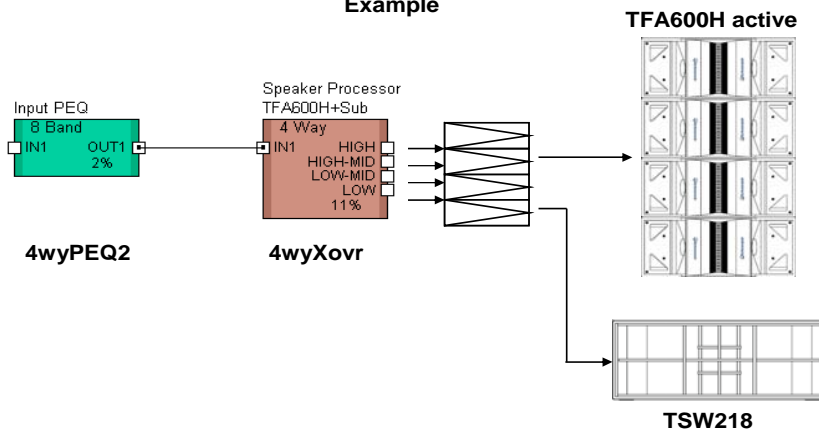 Example
TFA600H active
Speaker Processor
TFA600H+Sub
Input PEQ
8 Band
IN1 OUT1
2%
4 Way
IN1 HIGH
HIGH-MID
LOW-MID
LOW
11%
4wyPEQ2
4wyXovr
TSW218